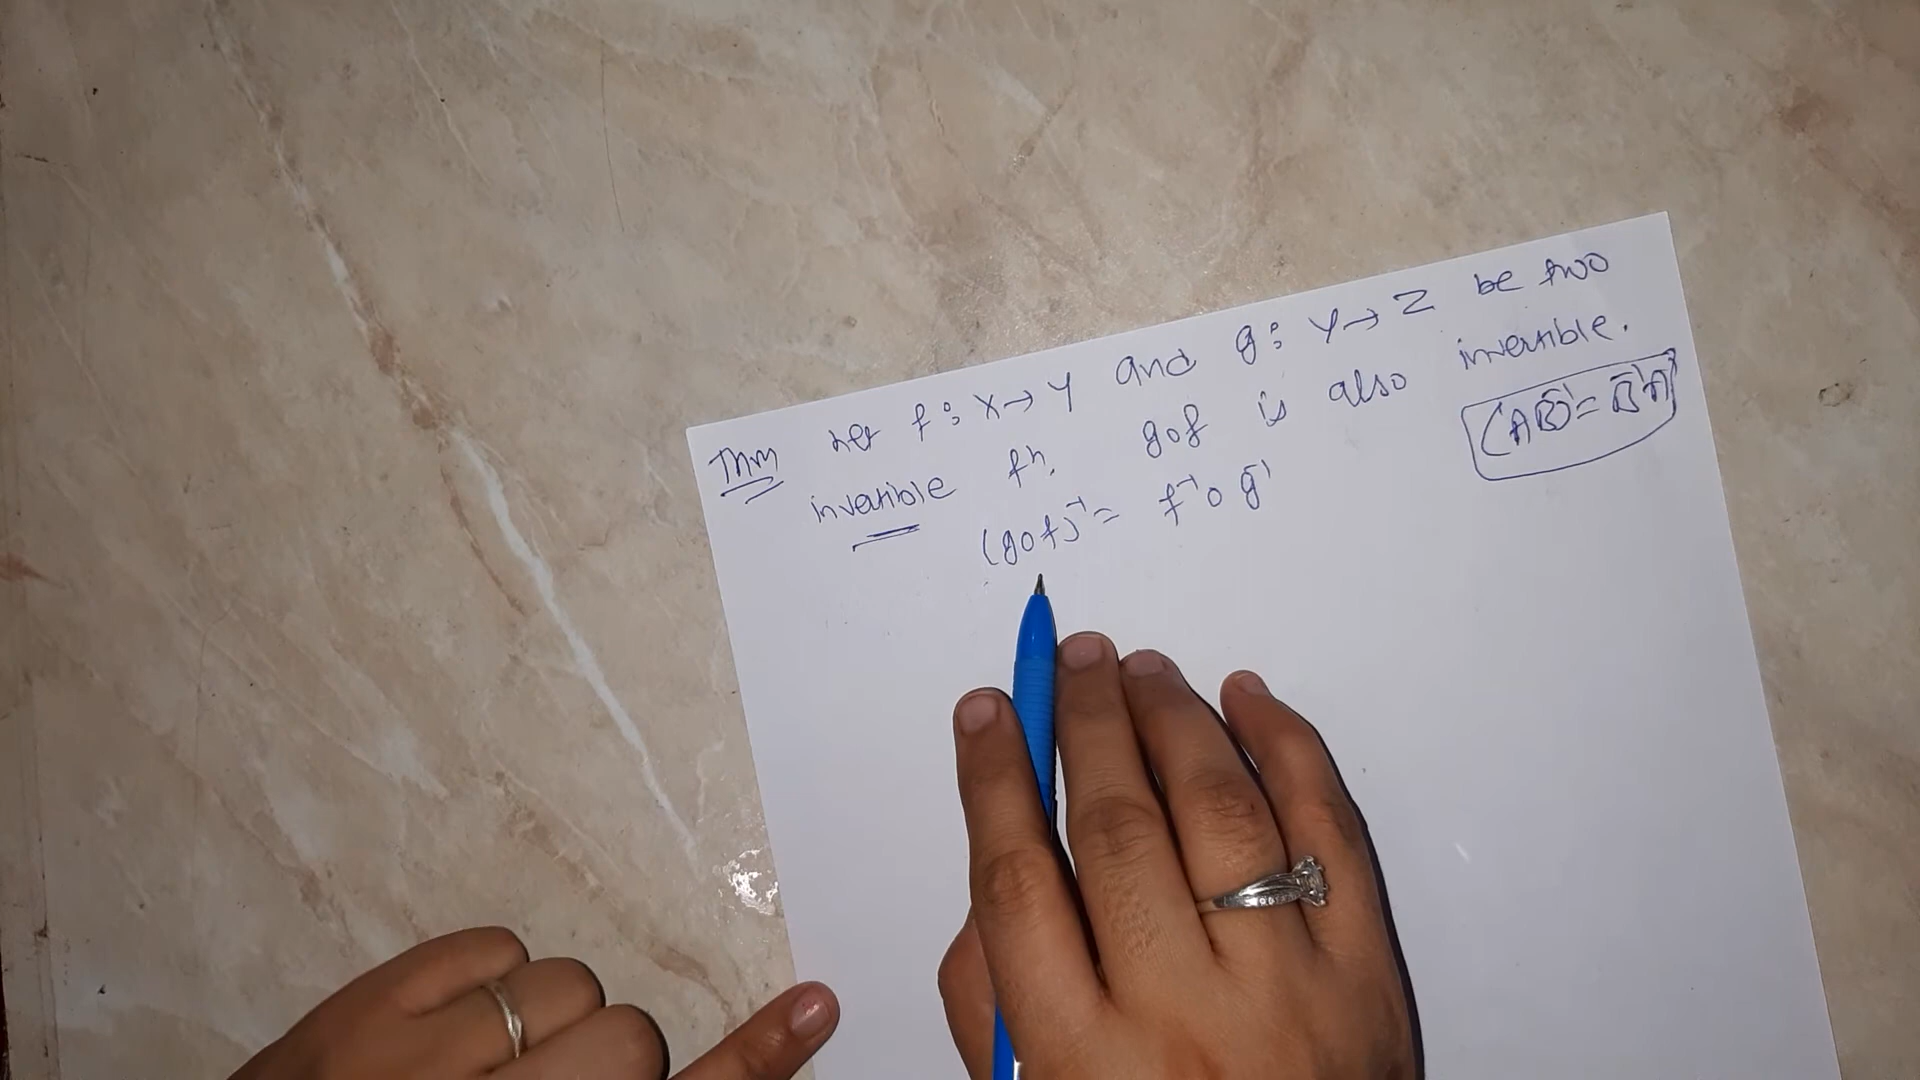 Thm Let f : X → Y and g : Y → Z be two
invertible fn. gof is also invertible.
(gof)⁻¹ = f⁻¹ o g⁻¹
(AB)⁻¹ = B⁻¹A⁻¹